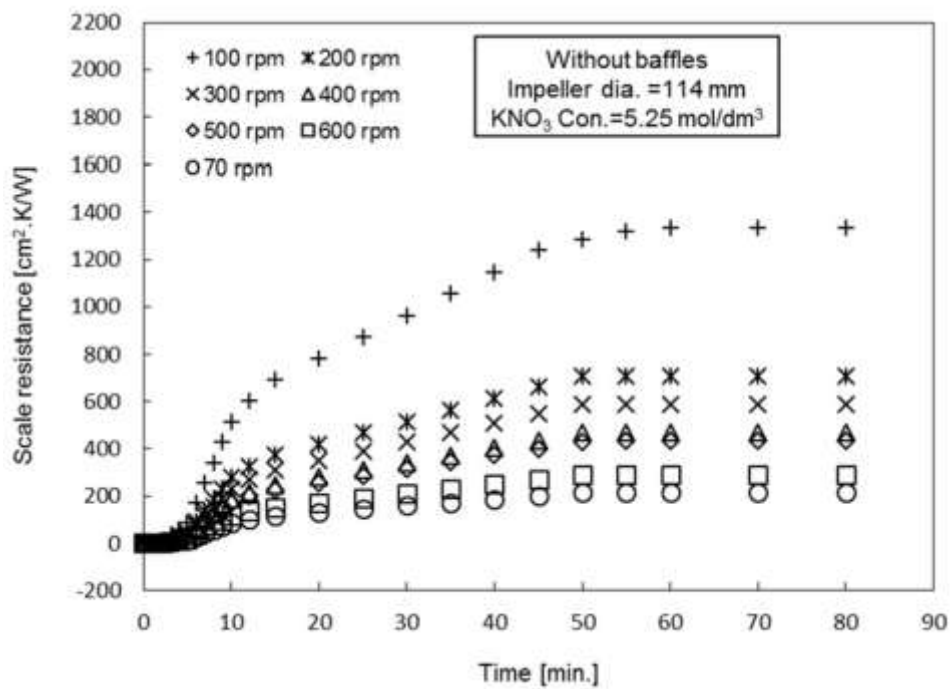 2200
2000
1800
1600
1400
1200
1000
800
600
400
200
0
-200
Scale resistance [cm².K/W]
100 rpm 200 rpm
300 rpm 400 rpm
500 rpm 600 rpm
70 rpm
Without baffles
Impeller dia. =114 mm
KNO₃ Con.=5.25 mol/dm³
0 10 20 30 40 50 60 70 80 90
Time [min.]